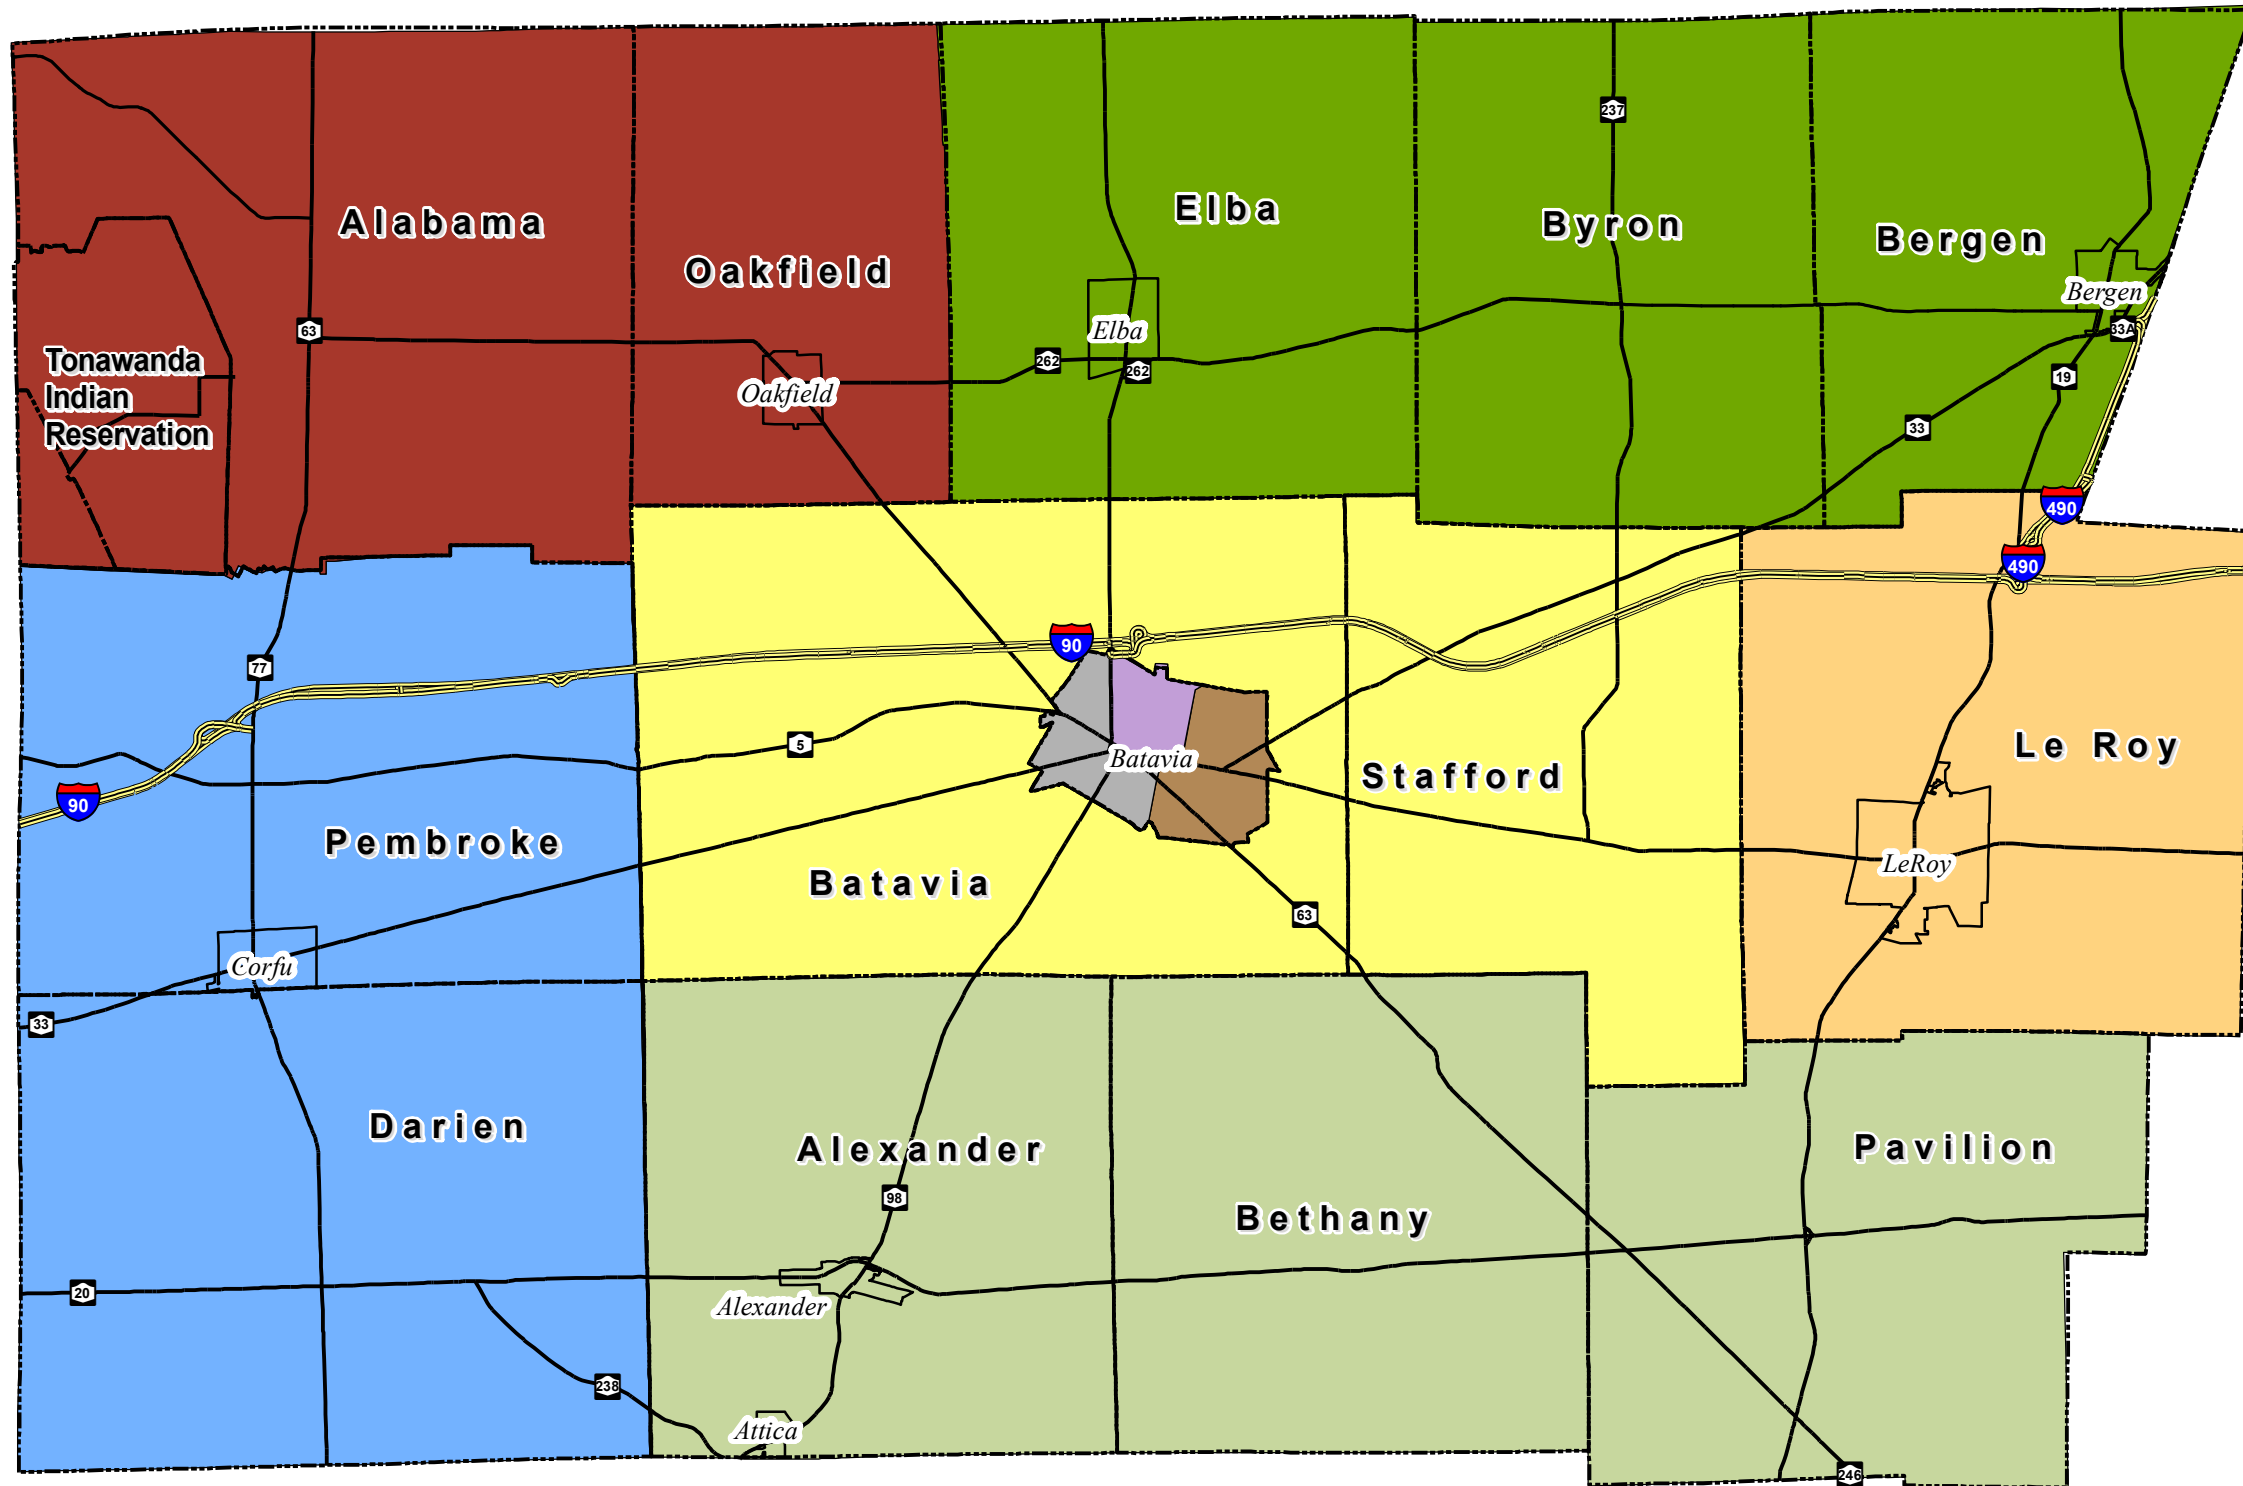 237
Elba
Alabama
Byron
Bergen
Oakfield
Bergen
63
Elba
33A
Tonawanda
Indian
Reservation
262
262
19
Oakfield
33
490
490
90
77
5
Batavia
Le Roy
Stafford
90
Pembroke
LeRoy
Batavia
63
Corfu
33
Darien
Alexander
Pavilion
98
Bethany
20
Alexander
238
Attica
246